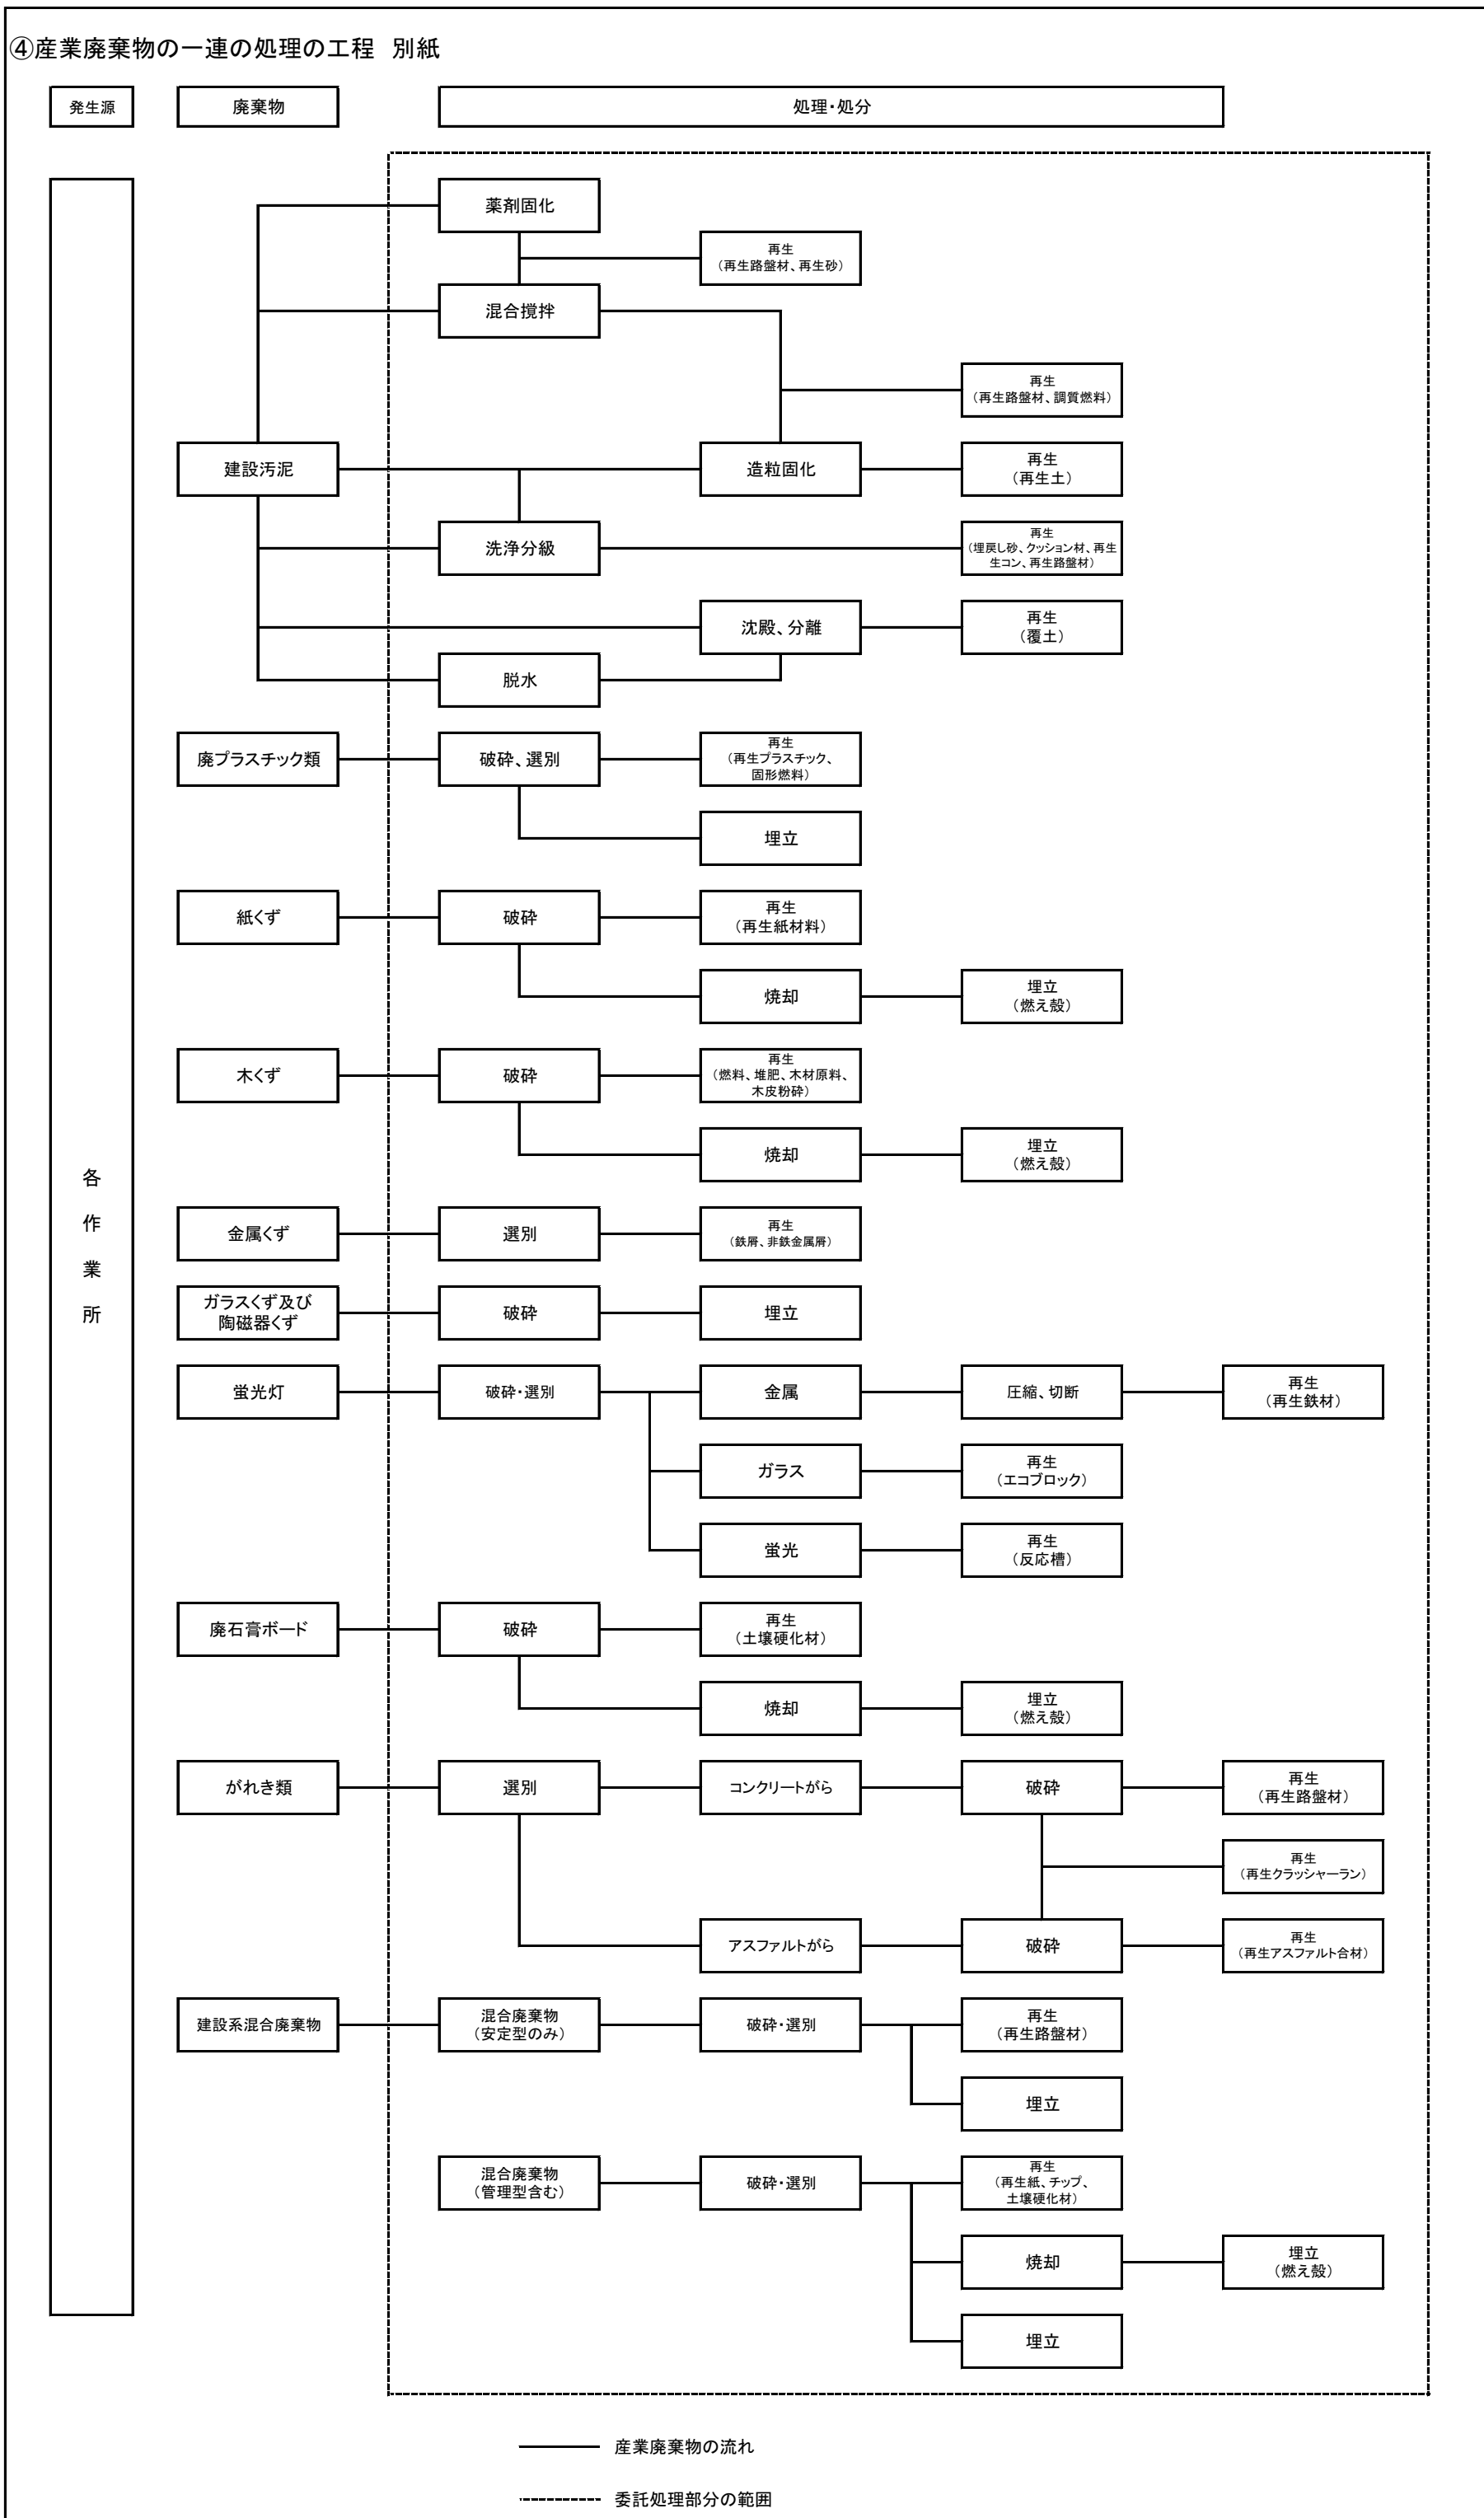 ④産業廃棄物の一連の処理の工程　別紙
発生源
廃棄物
処理・処分
各
作
業
所
薬剤固化
再生
（再生路盤材、再生砂）
混合撹拌
再生
（再生路盤材、調質燃料）
建設汚泥
造粒固化
再生
（再生土）
洗浄分級
再生
（埋戻し砂、クッション材、再生
生コン、再生路盤材）
沈殿、分離
再生
（覆土）
脱水
廃プラスチック類
破砕、選別
再生
（再生プラスチック、
固形燃料）
埋立
紙くず
破砕
再生
（再生紙材料）
焼却
埋立
（燃え殻）
木くず
破砕
再生
（燃料、堆肥、木材原料、
木皮粉砕）
焼却
埋立
（燃え殻）
金属くず
選別
再生
（鉄屑、非鉄金属屑）
ガラスくず及び
陶磁器くず
破砕
埋立
蛍光灯
破砕・選別
金属
圧縮、切断
再生
（再生鉄材）
ガラス
再生
（エコブロック）
蛍光
再生
（反応槽）
廃石膏ボード
破砕
再生
（土壌硬化材）
焼却
埋立
（燃え殻）
がれき類
選別
コンクリートがら
破砕
再生
（再生路盤材）
再生
（再生クラッシャーラン）
アスファルトがら
破砕
再生
（再生アスファルト合材）
建設系混合廃棄物
混合廃棄物
（安定型のみ）
破砕・選別
再生
（再生路盤材）
埋立
混合廃棄物
（管理型含む）
破砕・選別
再生
（再生紙、チップ、
土壌硬化材）
焼却
埋立
（燃え殻）
埋立
産業廃棄物の流れ
委託処理部分の範囲